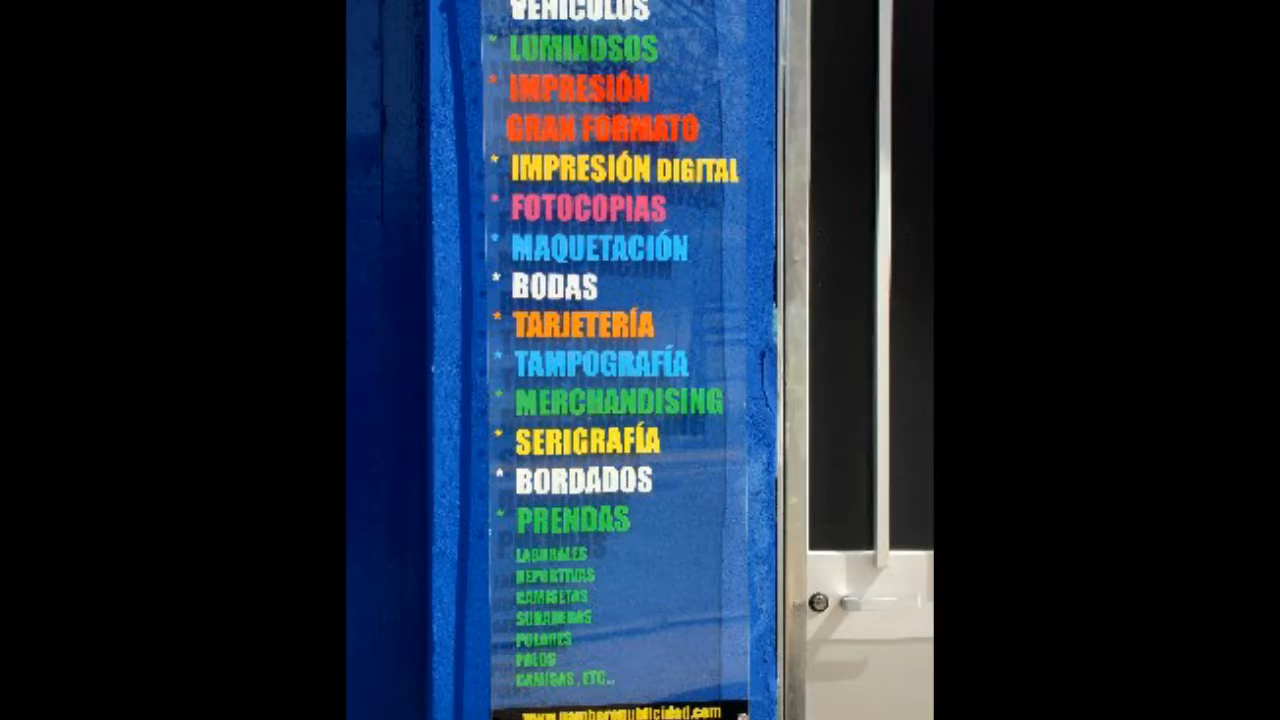 VEHÍCULOS
* LUMINOSOS
* IMPRESIÓN
GRAN FORMATO
* IMPRESIÓN DIGITAL
* FOTOCOPIAS
* MAQUETACIÓN
* BODAS
* TARJETERÍA
* TAMPOGRAFÍA
* MERCHANDISING
* SERIGRAFÍA
* BORDADOS
* PRENDAS
LABORALES
DEPORTIVAS
CAMISETAS
SUDADERAS
POLARES
POLOS
CAMISAS, ETC..